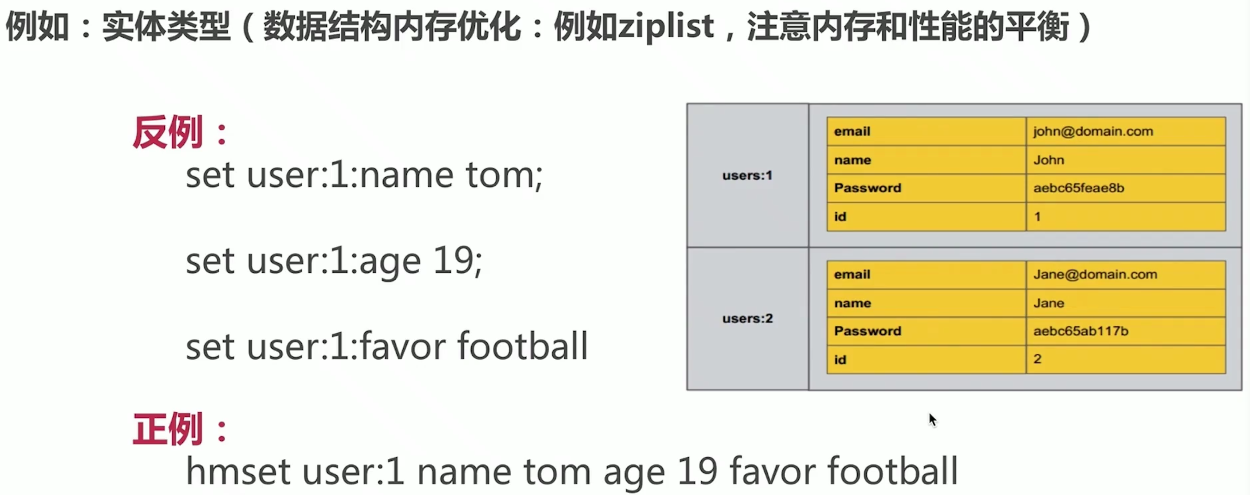 例如：实体类型（数据结构内存优化：例如ziplist，注意内存和性能的平衡）
反例：
set user:1:name tom;
set user:1:age 19;
set user:1:favor football
正例：
hmset user:1 name tom age 19 favor football
users:1
email john@domain.com
name John
Password aebc65feae8b
id 1
users:2
email Jane@domain.com
name Jane
Password aebc65ab117b
id 2